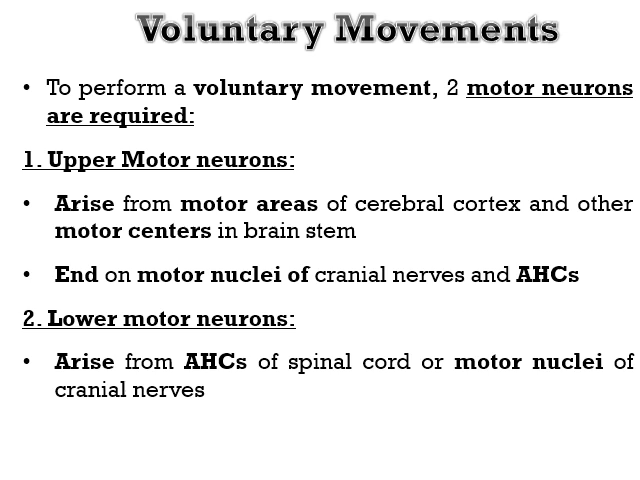 Voluntary Movements
• To perform a voluntary movement, 2 motor neurons
are required:
1. Upper Motor neurons:
• Arise from motor areas of cerebral cortex and other
motor centers in brain stem
• End on motor nuclei of cranial nerves and AHCs
2. Lower motor neurons:
• Arise from AHCs of spinal cord or motor nuclei of
cranial nerves